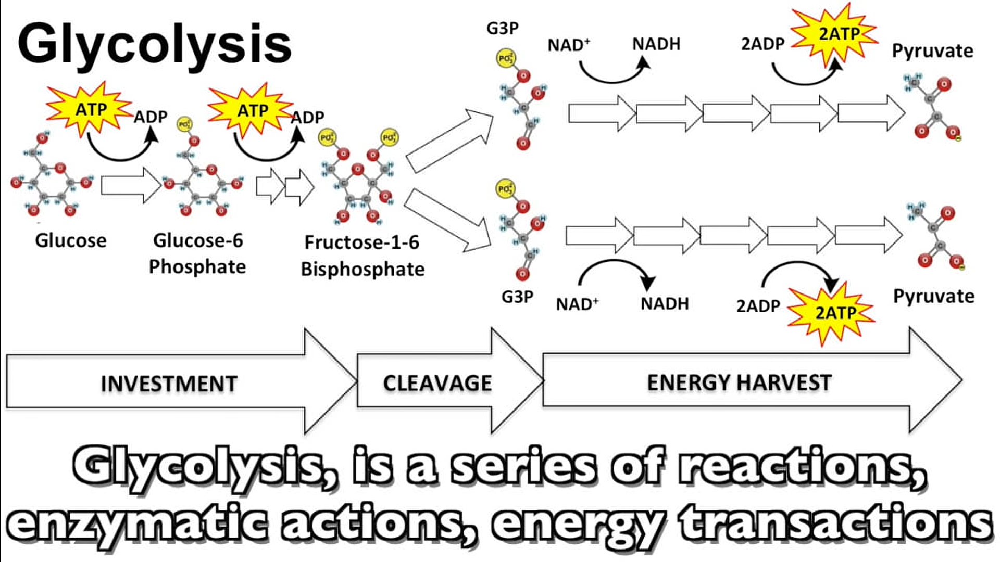 Glycolysis
ATP
ADP
ATP
ADP
Glucose
Glucose-6
Phosphate
Fructose-1-6
Bisphosphate
G3P
NAD⁺
NADH
2ADP
2ATP
Pyruvate
G3P
NAD⁺
NADH
2ADP
2ATP
Pyruvate
INVESTMENT
CLEAVAGE
ENERGY HARVEST
Glycolysis, is a series of reactions,
enzymatic actions, energy transactions